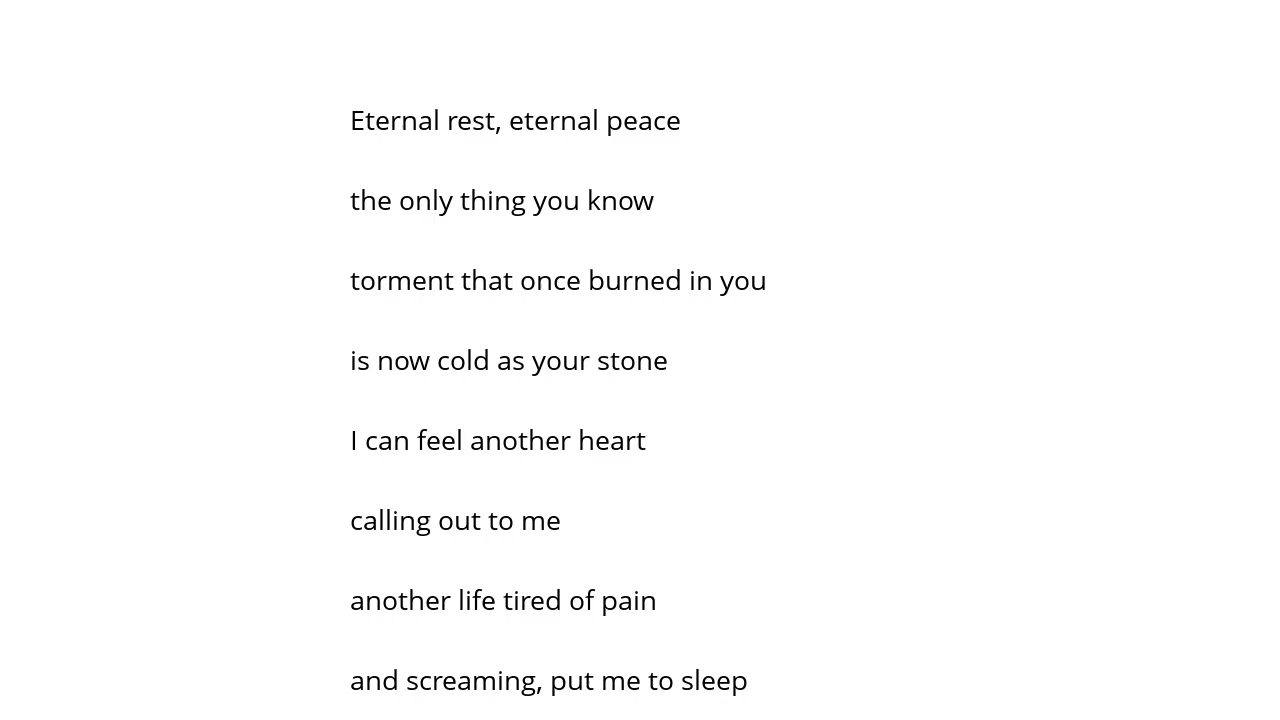 Eternal rest, eternal peace
the only thing you know
torment that once burned in you
is now cold as your stone
I can feel another heart
calling out to me
another life tired of pain
and screaming, put me to sleep